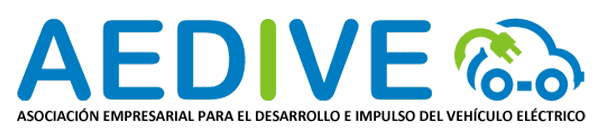 AEDIVE
ASOCIACIÓN EMPRESARIAL PARA EL DESARROLLO E IMPULSO DEL VEHÍCULO ELÉCTRICO